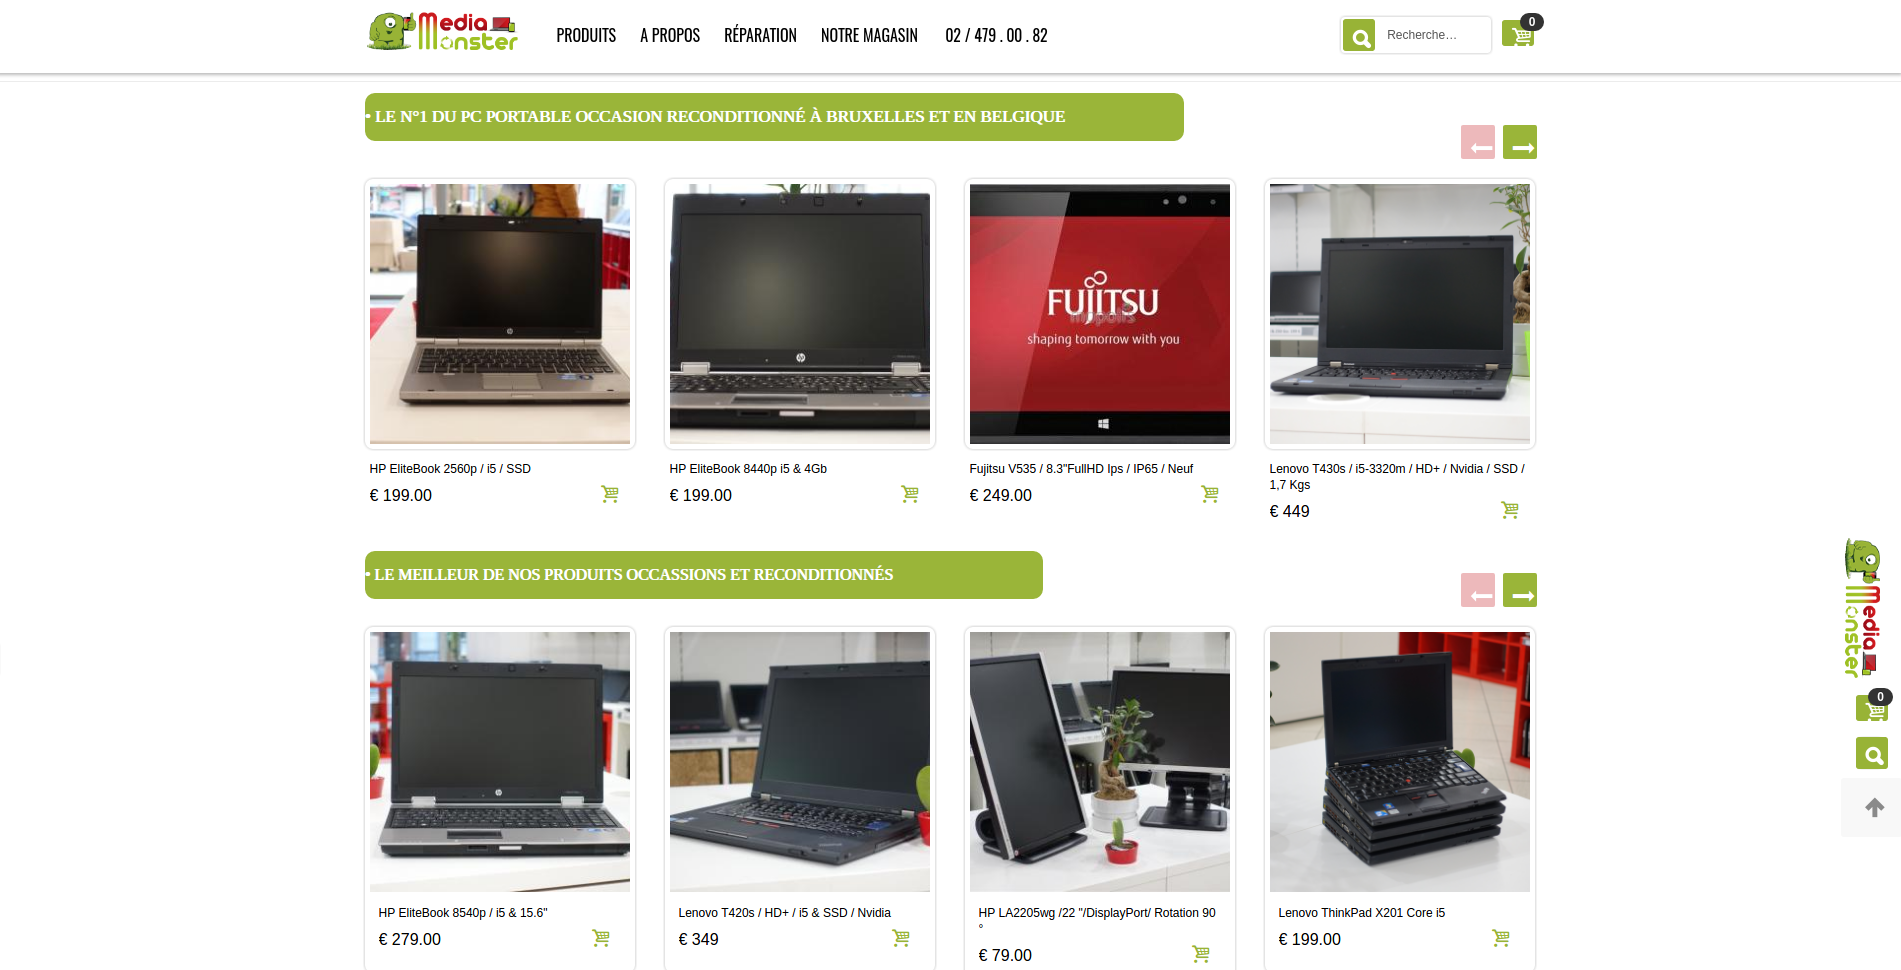 Media
Monster
PRODUITS
A PROPOS
RÉPARATION
NOTRE MAGASIN
02 / 479 . 00 . 82
Recherche...
0
• LE N°1 DU PC PORTABLE OCCASION RECONDITIONNÉ À BRUXELLES ET EN BELGIQUE
hp
hp
FUJITSU
mgpolis
shaping tomorrow with you
HP EliteBook 2560p / i5 / SSD
€ 199.00
HP EliteBook 8440p i5 & 4Gb
€ 199.00
Fujitsu V535 / 8.3"FullHD Ips / IP65 / Neuf
€ 249.00
Lenovo T430s / i5-3320m / HD+ / Nvidia / SSD /
1,7 Kgs
€ 449
• LE MEILLEUR DE NOS PRODUITS OCCASSIONS ET RECONDITIONNÉS
hp
HP EliteBook 8540p / i5 & 15.6"
€ 279.00
Lenovo T420s / HD+ / i5 & SSD / Nvidia
€ 349
HP LA2205wg /22 "/DisplayPort/ Rotation 90
°
€ 79.00
Lenovo ThinkPad X201 Core i5
€ 199.00
Media
Monster
0